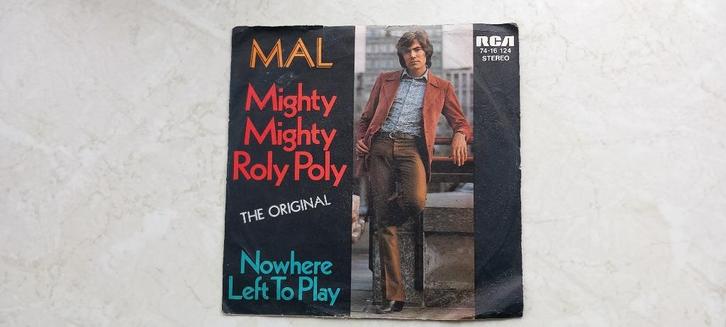 MAL
Mighty
Mighty
Roly Poly
THE ORIGINAL
Nowhere
Left To Play
RCA
74-16 124
STEREO